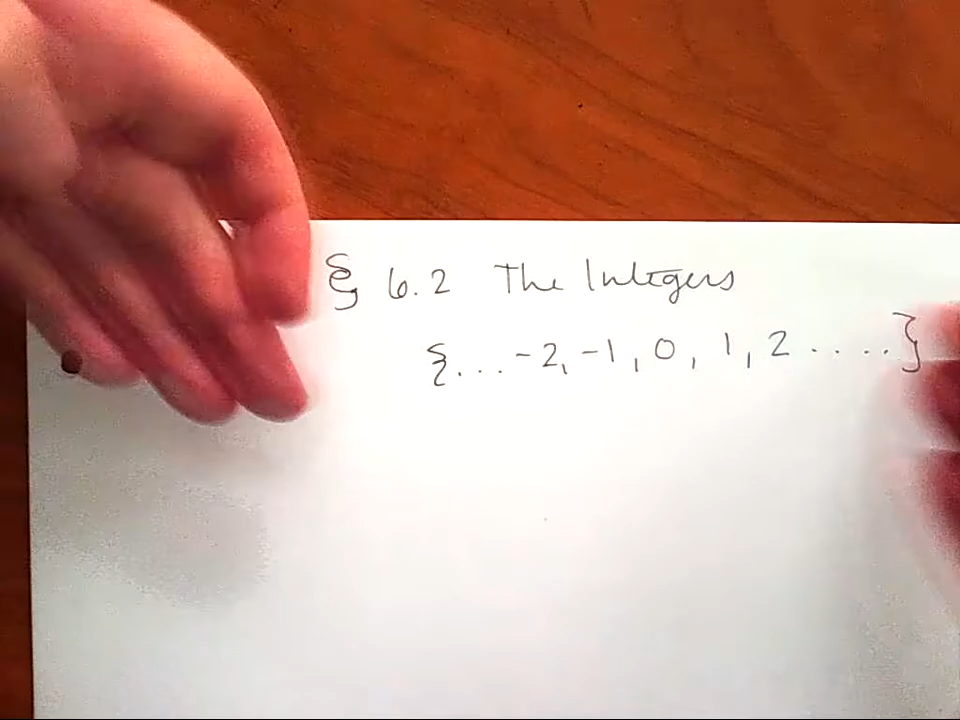 § 6.2 The Integers
{... -2, -1, 0, 1, 2 .....}